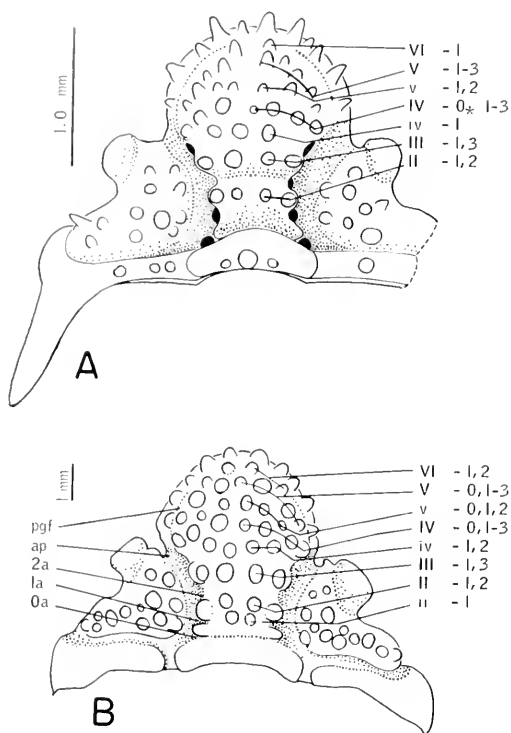 1.0 mm
VI - 1
V - 1-3
v - 1,2
IV - 0* 1-3
iv - 1
III - 1,3
II - 1,2
A
1 mm
pgf
ap
2a
1a
0a
VI - 1,2
V - 0,1-3
v - 0,1,2
IV - 0,1-3
iv - 1,2
III - 1,3
II - 1,2
ii - 1
B